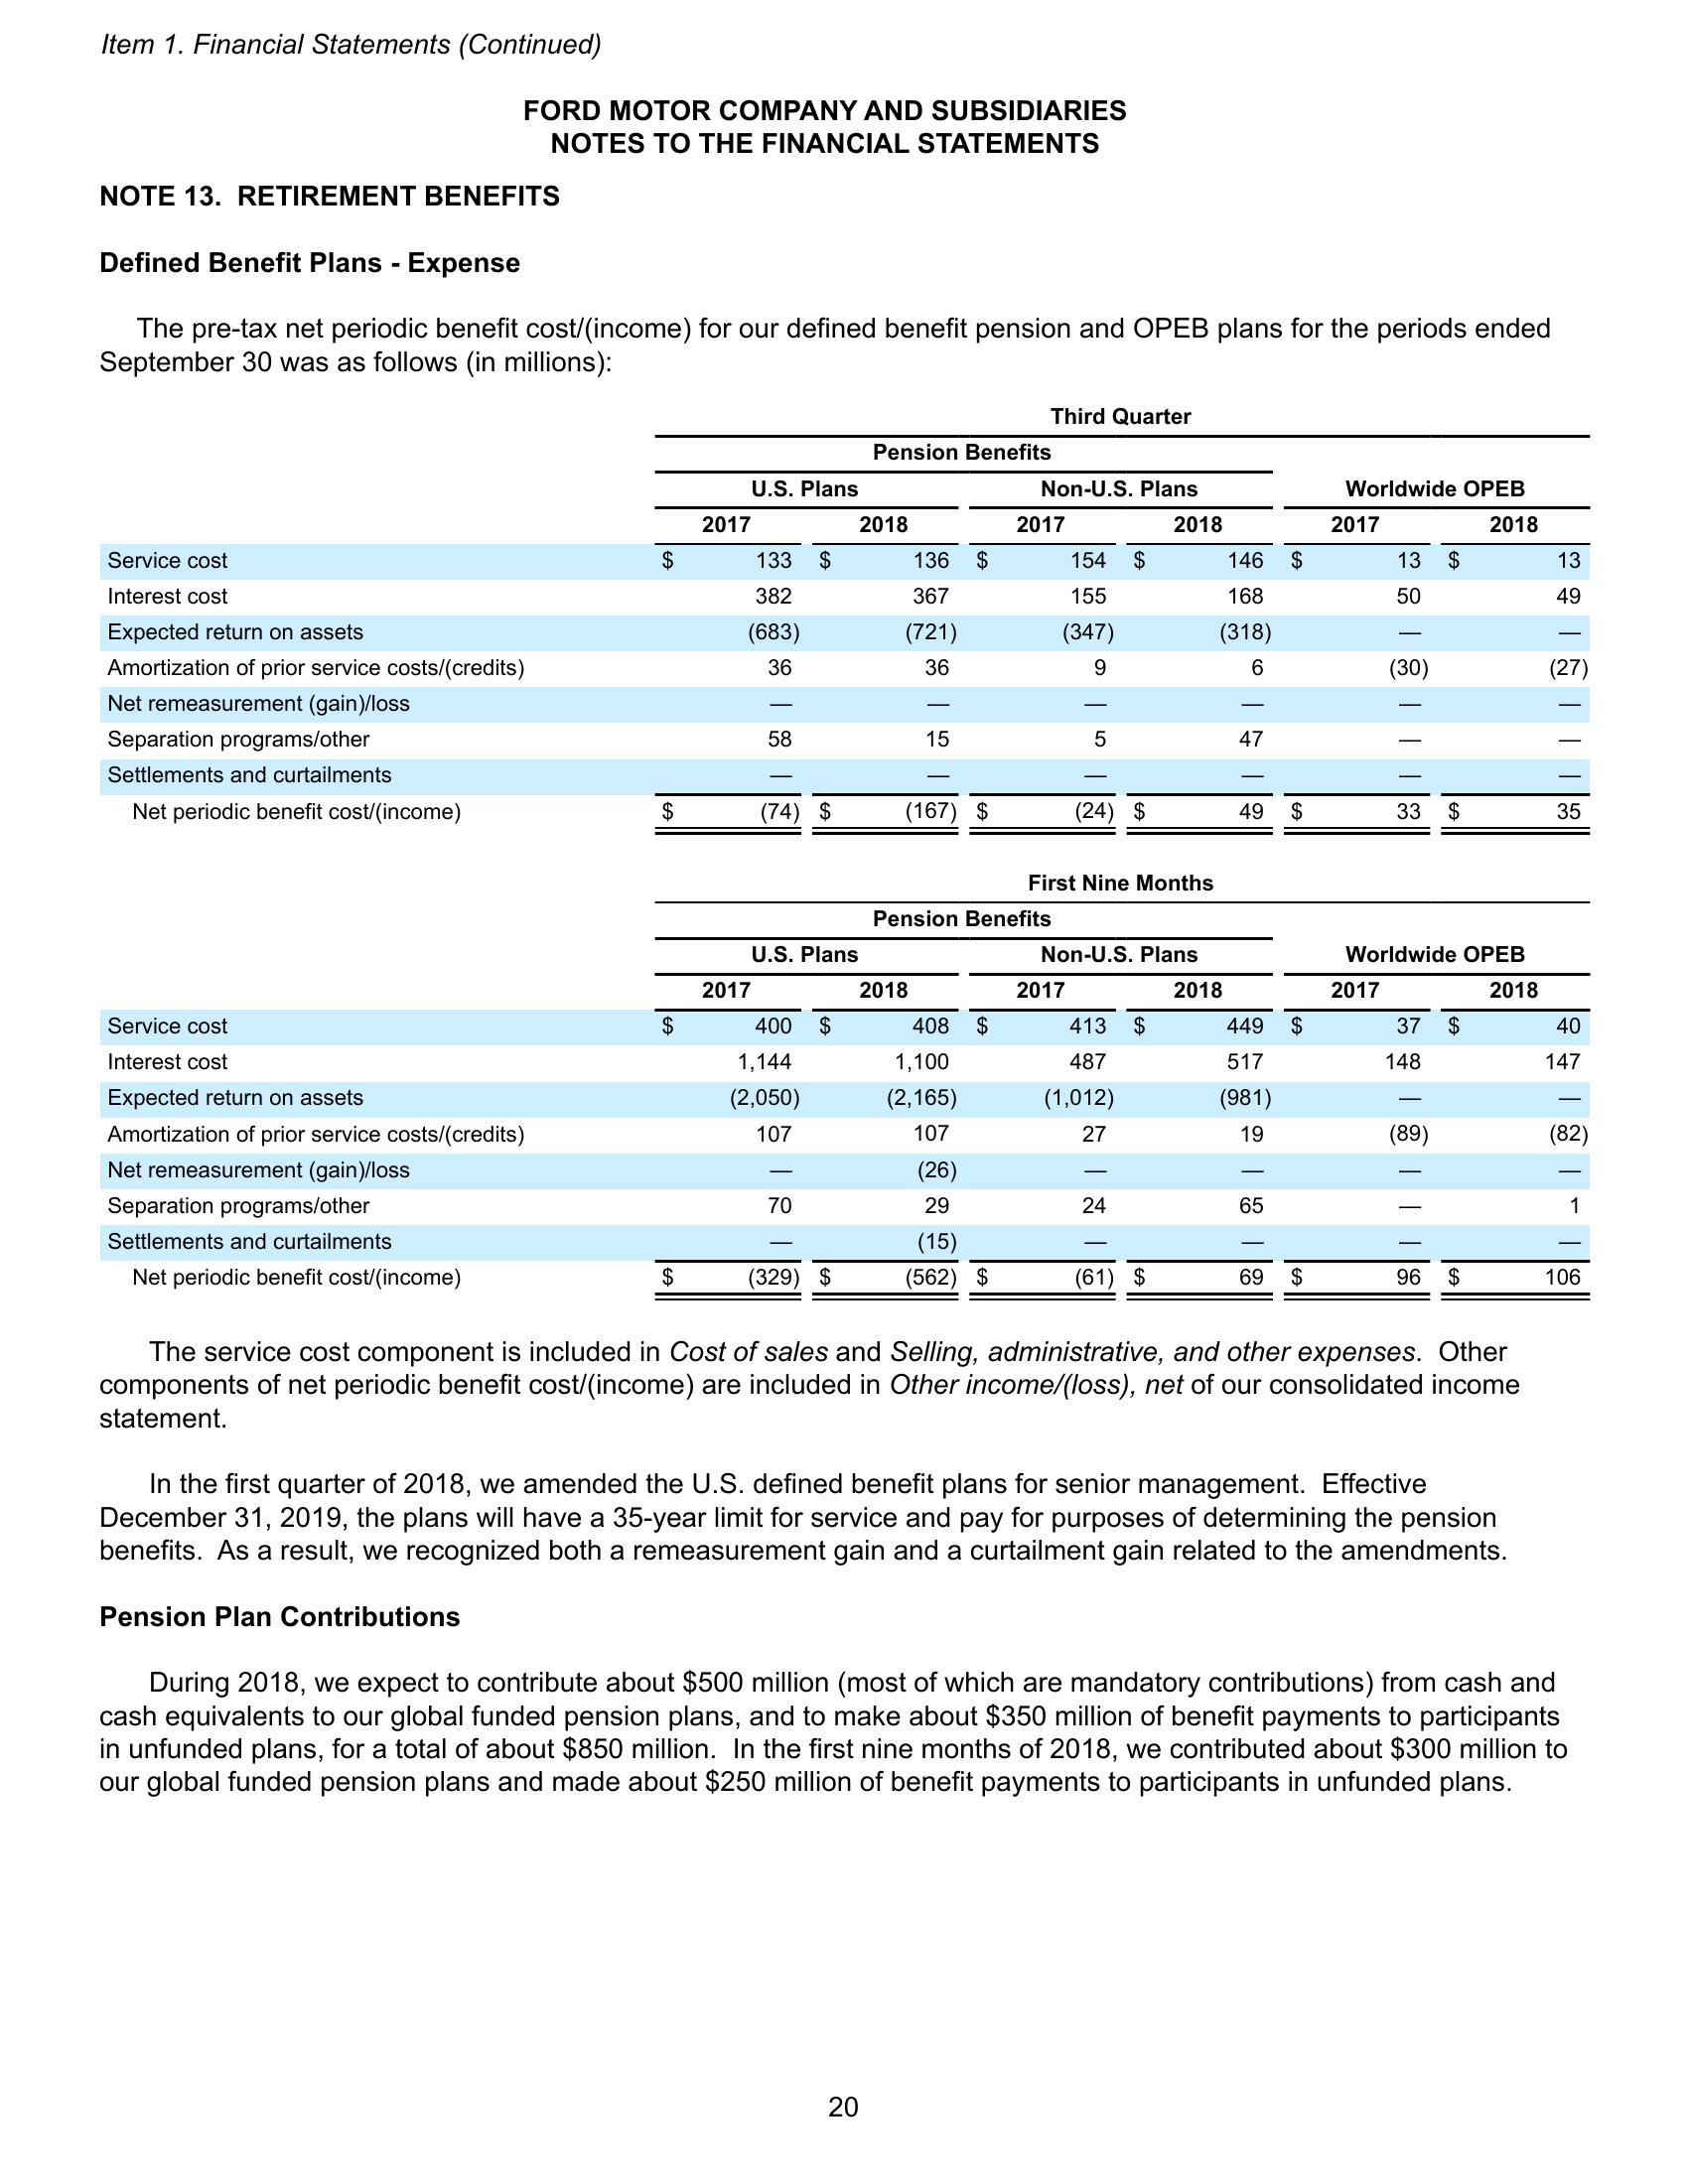 Item 1. Financial Statements (Continued)
FORD MOTOR COMPANY AND SUBSIDIARIES
NOTES TO THE FINANCIAL STATEMENTS
NOTE 13.  RETIREMENT BENEFITS
Defined Benefit Plans - Expense
The pre-tax net periodic benefit cost/(income) for our defined benefit pension and OPEB plans for the periods ended
September 30 was as follows (in millions):
Third Quarter
Pension Benefits
U.S. Plans Non-U.S. Plans Worldwide OPEB
2017 2018 2017 2018 2017 2018
Service cost $ 133 $ 136 $ 154 $ 146 $ 13 $ 13
Interest cost 382 367 155 168 50 49
Expected return on assets (683) (721) (347) (318) — —
Amortization of prior service costs/(credits) 36 36 9 6 (30) (27)
Net remeasurement (gain)/loss — — — — — —
Separation programs/other 58 15 5 47 — —
Settlements and curtailments — — — — — —
Net periodic benefit cost/(income) $ (74) $ (167) $ (24) $ 49 $ 33 $ 35
First Nine Months
Pension Benefits
U.S. Plans Non-U.S. Plans Worldwide OPEB
2017 2018 2017 2018 2017 2018
Service cost $ 400 $ 408 $ 413 $ 449 $ 37 $ 40
Interest cost 1,144 1,100 487 517 148 147
Expected return on assets (2,050) (2,165) (1,012) (981) — —
Amortization of prior service costs/(credits) 107 107 27 19 (89) (82)
Net remeasurement (gain)/loss — (26) — — — —
Separation programs/other 70 29 24 65 — 1
Settlements and curtailments — (15) — — — —
Net periodic benefit cost/(income) $ (329) $ (562) $ (61) $ 69 $ 96 $ 106
The service cost component is included in Cost of sales and Selling, administrative, and other expenses.  Other
components of net periodic benefit cost/(income) are included in Other income/(loss), net of our consolidated income
statement.
In the first quarter of 2018, we amended the U.S. defined benefit plans for senior management.  Effective
December 31, 2019, the plans will have a 35-year limit for service and pay for purposes of determining the pension
benefits.  As a result, we recognized both a remeasurement gain and a curtailment gain related to the amendments.
Pension Plan Contributions
During 2018, we expect to contribute about $500 million (most of which are mandatory contributions) from cash and
cash equivalents to our global funded pension plans, and to make about $350 million of benefit payments to participants
in unfunded plans, for a total of about $850 million.  In the first nine months of 2018, we contributed about $300 million to
our global funded pension plans and made about $250 million of benefit payments to participants in unfunded plans.
20